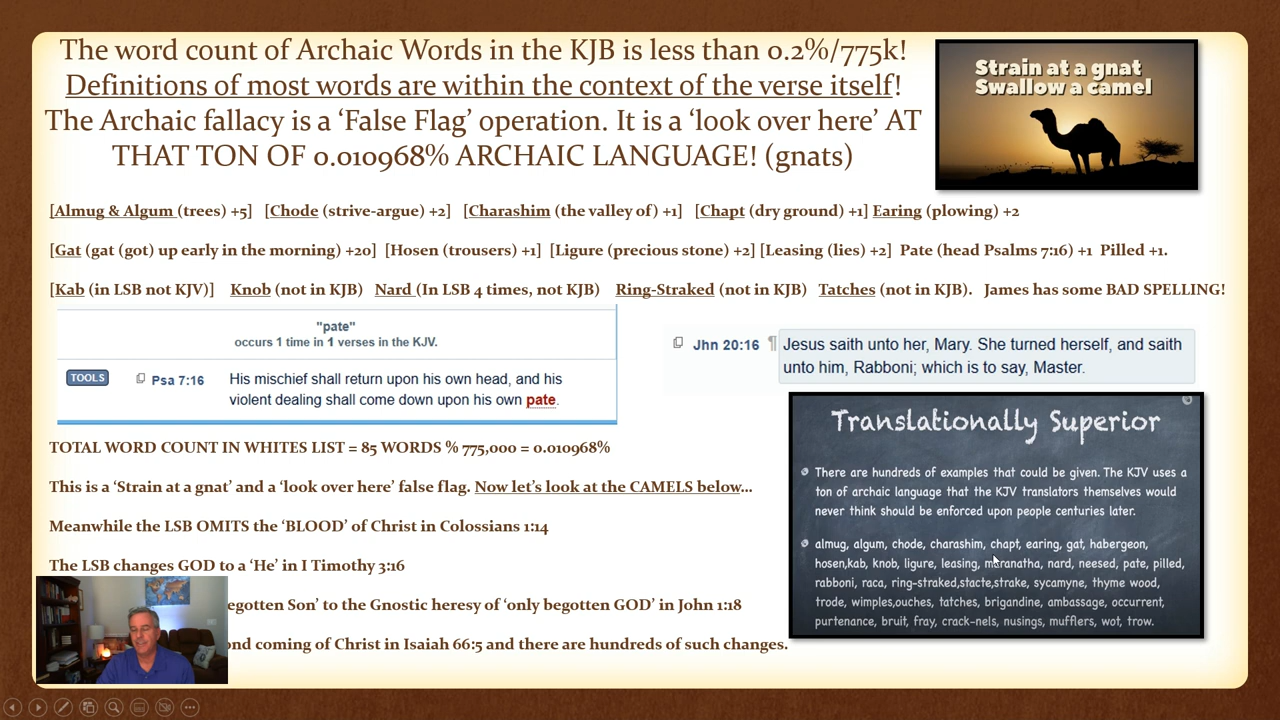 The word count of Archaic Words in the KJB is less than 0.2%/775k!
Definitions of most words are within the context of the verse itself!
The Archaic fallacy is a ‘False Flag’ operation. It is a ‘look over here’ AT
THAT TON OF 0.010968% ARCHAIC LANGUAGE! (gnats)
Strain at a gnat
Swallow a camel
[Almug & Algum (trees) +5] [Chode (strive-argue) +2] [Charashim (the valley of) +1] [Chapt (dry ground) +1] Earing (plowing) +2
[Gat (gat (got) up early in the morning) +20] [Hosen (trousers) +1] [Ligure (precious stone) +2] [Leasing (lies) +2] Pate (head Psalms 7:16) +1 Pilled +1.
[Kab (in LSB not KJV)] Knob (not in KJB) Nard (In LSB 4 times, not KJB) Ring-Straked (not in KJB) Tatches (not in KJB). James has some BAD SPELLING!
"pate"
occurs 1 time in 1 verses in the KJV.
TOOLS Psa 7:16 His mischief shall return upon his own head, and his
violent dealing shall come down upon his own pate.
Jhn 20:16 ¶ Jesus saith unto her, Mary. She turned herself, and saith
unto him, Rabboni; which is to say, Master.
TOTAL WORD COUNT IN WHITES LIST = 85 WORDS % 775,000 = 0.010968%
This is a ‘Strain at a gnat’ and a ‘look over here’ false flag. Now let’s look at the CAMELS below…
Meanwhile the LSB OMITS the ‘BLOOD’ of Christ in Colossians 1:14
The LSB changes GOD to a ‘He’ in I Timothy 3:16
egotten Son’ to the Gnostic heresy of ‘only begotten GOD’ in John 1:18
ond coming of Christ in Isaiah 66:5 and there are hundreds of such changes.
Translationally Superior
There are hundreds of examples that could be given. The KJV uses a
ton of archaic language that the KJV translators themselves would
never think should be enforced upon people centuries later.
almug, algum, chode, charashim, chapt, earing, gat, habergeon,
hosen,kab, knob, ligure, leasing, maranatha, nard, neesed, pate, pilled,
rabboni, raca, ring-straked,stacte,strake, sycamyne, thyme wood,
trode, wimples,ouches, tatches, brigandine, ambassage, occurrent,
purtenance, bruit, fray, crack-nels, nusings, mufflers, wot, trow.